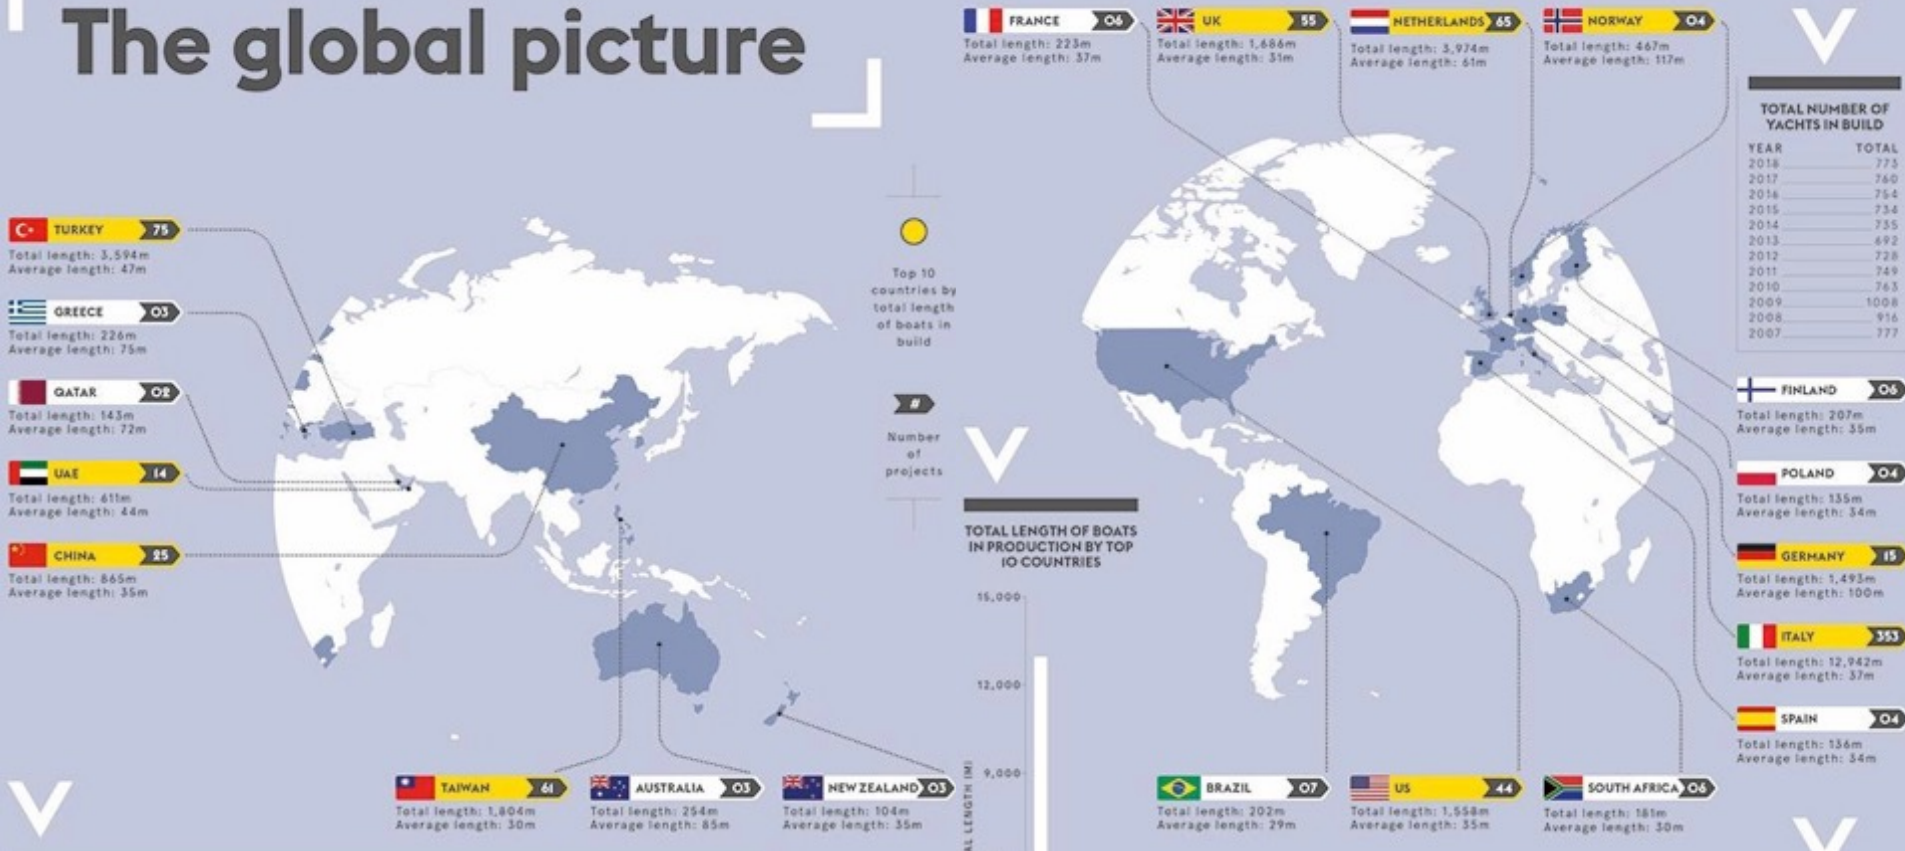 The global picture
TURKEY 75
Total length: 3,594m
Average length: 47m
GREECE 03
Total length: 226m
Average length: 75m
QATAR 02
Total length: 143m
Average length: 72m
UAE 14
Total length: 611m
Average length: 44m
CHINA 25
Total length: 865m
Average length: 35m
TAIWAN 61
Total length: 1,804m
Average length: 30m
AUSTRALIA 03
Total length: 254m
Average length: 85m
NEW ZEALAND 03
Total length: 104m
Average length: 35m
Top 10
countries by
total length
of boats in
build
#
Number
of
projects
FRANCE 06
Total length: 223m
Average length: 37m
UK 55
Total length: 1,686m
Average length: 31m
NETHERLANDS 65
Total length: 3,974m
Average length: 61m
NORWAY 04
Total length: 467m
Average length: 117m
TOTAL NUMBER OF
YACHTS IN BUILD
YEAR TOTAL
2018 773
2017 760
2016 754
2015 734
2014 735
2013 692
2012 728
2011 749
2010 763
2009 1008
2008 916
2007 777
FINLAND 06
Total length: 207m
Average length: 35m
POLAND 04
Total length: 135m
Average length: 34m
GERMANY 15
Total length: 1,493m
Average length: 100m
ITALY 353
Total length: 12,942m
Average length: 37m
SPAIN 04
Total length: 136m
Average length: 34m
TOTAL LENGTH OF BOATS
IN PRODUCTION BY TOP
10 COUNTRIES
15,000
12,000
9,000
AL LENGTH (M)
BRAZIL 07
Total length: 202m
Average length: 29m
US 44
Total length: 1,558m
Average length: 35m
SOUTH AFRICA 06
Total length: 181m
Average length: 30m